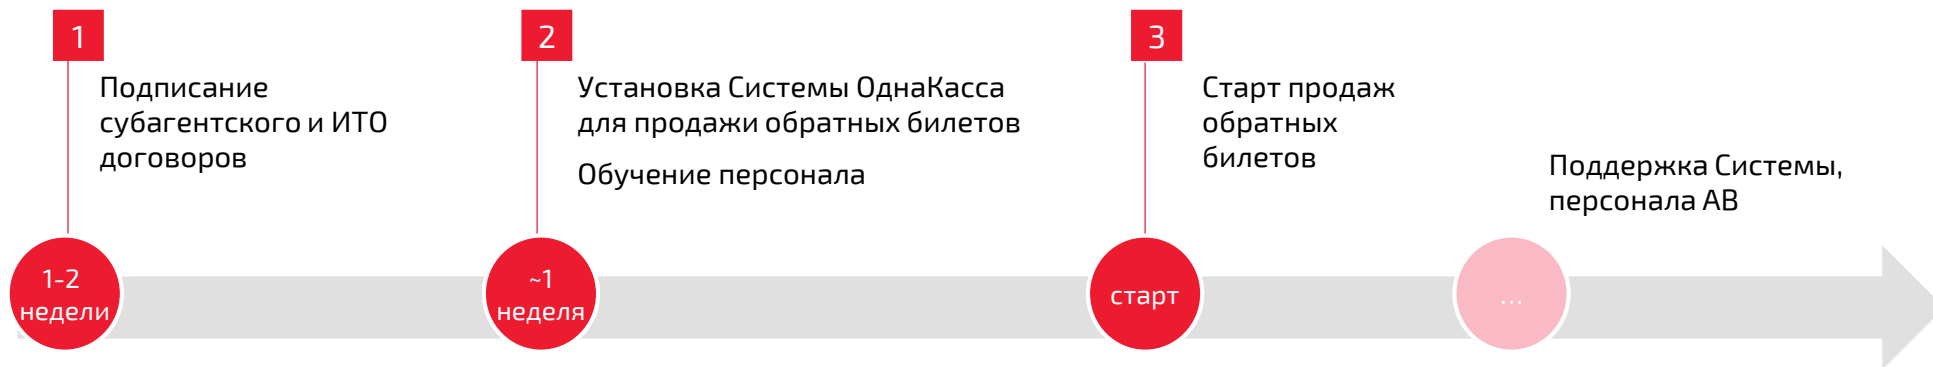 1
Подписание
субагентского и ИТО
договоров
1-2
недели
2
Установка Системы ОднаКасса
для продажи обратных билетов
Обучение персонала
~1
неделя
3
Старт продаж
обратных
билетов
старт
Поддержка Системы,
персонала АВ
...